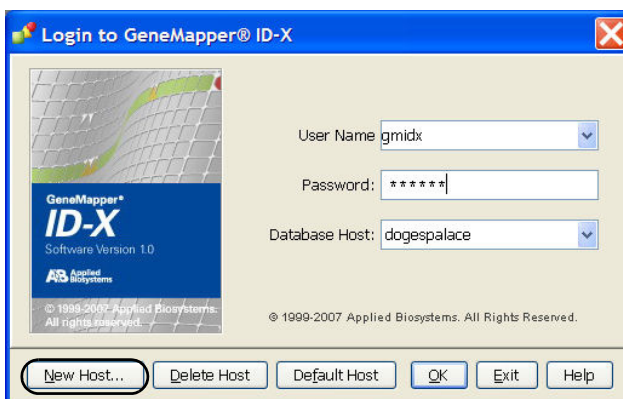 Login to GeneMapper® ID-X
GeneMapper®
ID-X
Software Version 1.0
AB Applied Biosystems
© 1999-2007 Applied Biosystems.
All rights reserved.
User Name gmidx
Password: ******
Database Host: dogespalace
© 1999-2007 Applied Biosystems. All Rights Reserved.
New Host... Delete Host Default Host OK Exit Help